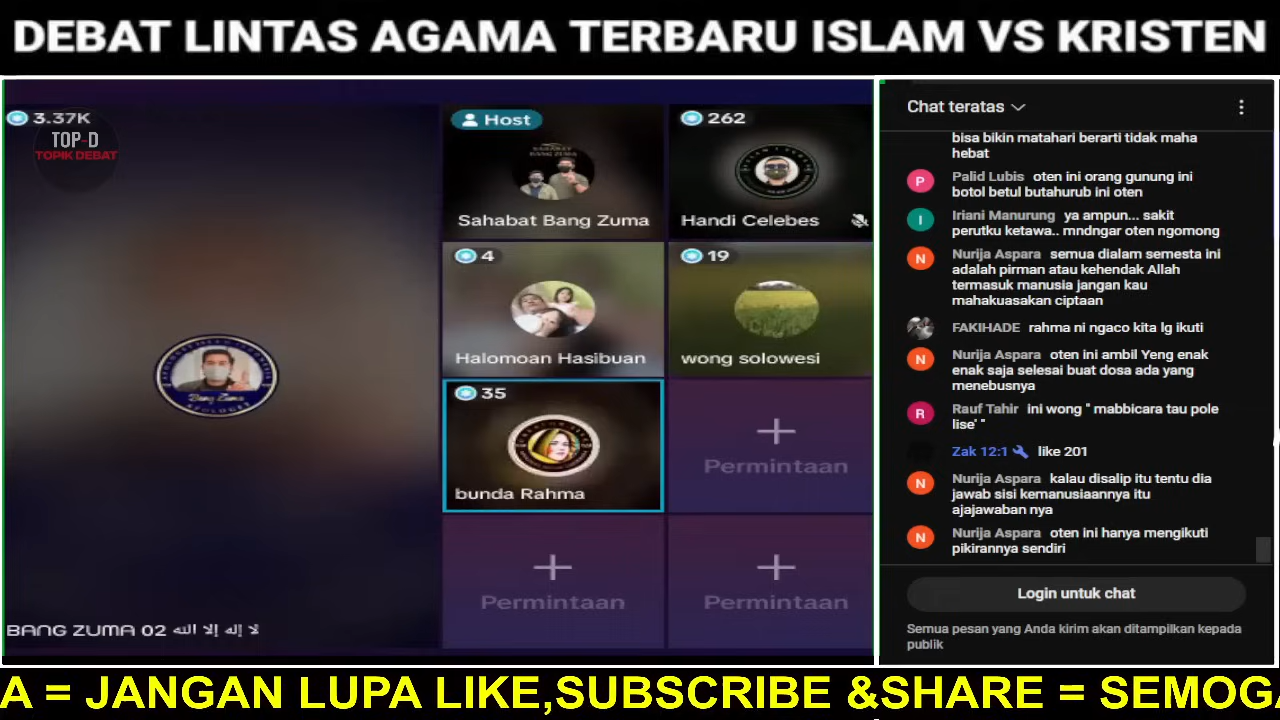 DEBAT LINTAS AGAMA TERBARU ISLAM VS KRISTEN
3.37K
TOP-D
TOPIK DEBAT
BANG ZUMA 02 لا إله إلا الله
Host
Sahabat Bang Zuma
262
Handi Celebes
4
Halomoan Hasibuan
19
wong solowesi
35
bunda Rahma
Permintaan
Permintaan
Permintaan
Chat teratas
bisa bikin matahari berarti tidak maha
hebat
P
Palid Lubis oten ini orang gunung ini
botol betul butahurub ini oten
I
Iriani Manurung ya ampun... sakit
perutku ketawa.. mndngar oten ngomong
N
Nurija Aspara semua dialam semesta ini
adalah pirman atau kehendak Allah
termasuk manusia jangan kau
mahakuasakan ciptaan
FAKIHADE rahma ni ngaco kita lg ikuti
N
Nurija Aspara oten ini ambil Yeng enak
enak saja selesai buat dosa ada yang
menebusnya
R
Rauf Tahir ini wong " mabbicara tau pole
lise' "
Zak 12:1 like 201
N
Nurija Aspara kalau disalip itu tentu dia
jawab sisi kemanusiaannya itu
ajajawaban nya
N
Nurija Aspara oten ini hanya mengikuti
pikirannya sendiri
Login untuk chat
Semua pesan yang Anda kirim akan ditampilkan kepada
publik
A = JANGAN LUPA LIKE,SUBSCRIBE &SHARE = SEMOGA